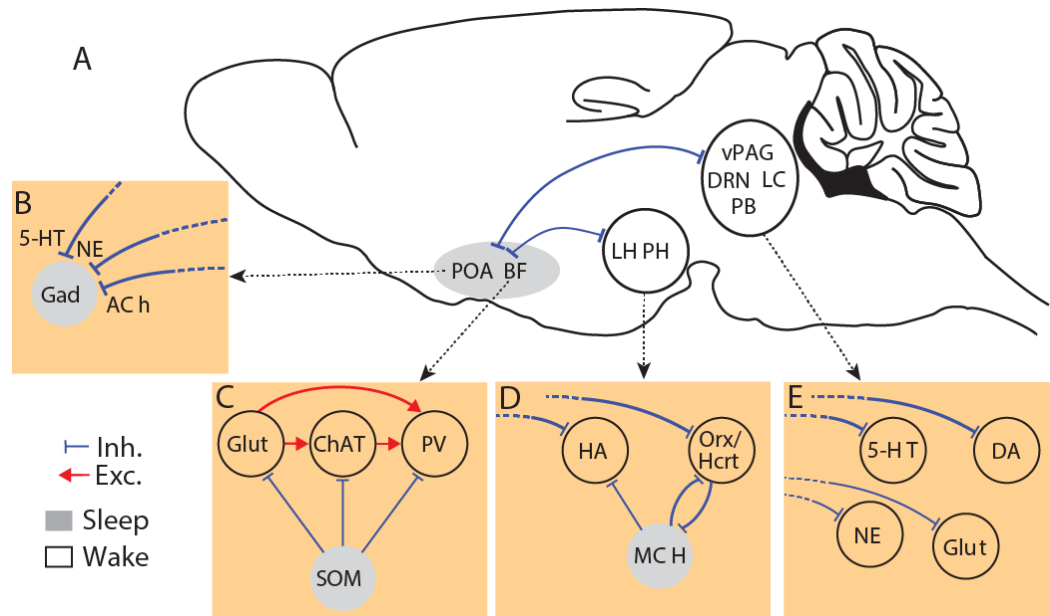 A
vPAG
DRN LC
PB
B
5-HT
NE
Gad
AC h
POA BF
LH PH
C
Glut
ChAT
PV
SOM
D
HA
Orx/
Hcrt
MC H
E
5-H T
DA
NE
Glut
Inh.
Exc.
Sleep
Wake